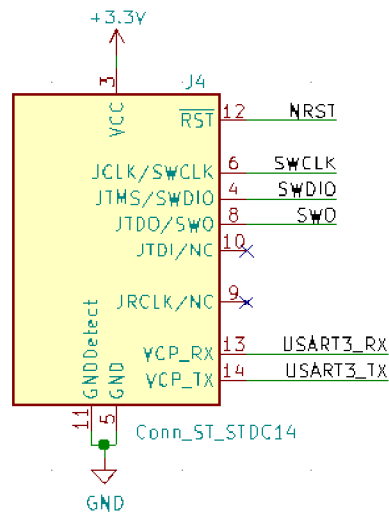 +3.3V
3
J4
VCC
RST 12 NRST
JCLK/SWCLK 6 SWCLK
JTMS/SWDIO 4 SWDIO
JTDO/SWO 8 SWO
JTDI/NC 10
JRCLK/NC 9
GNDDetect
GND
VCP_RX 13 USART3_RX
VCP_TX 14 USART3_TX
11
5
Conn_ST_STDC14
GND